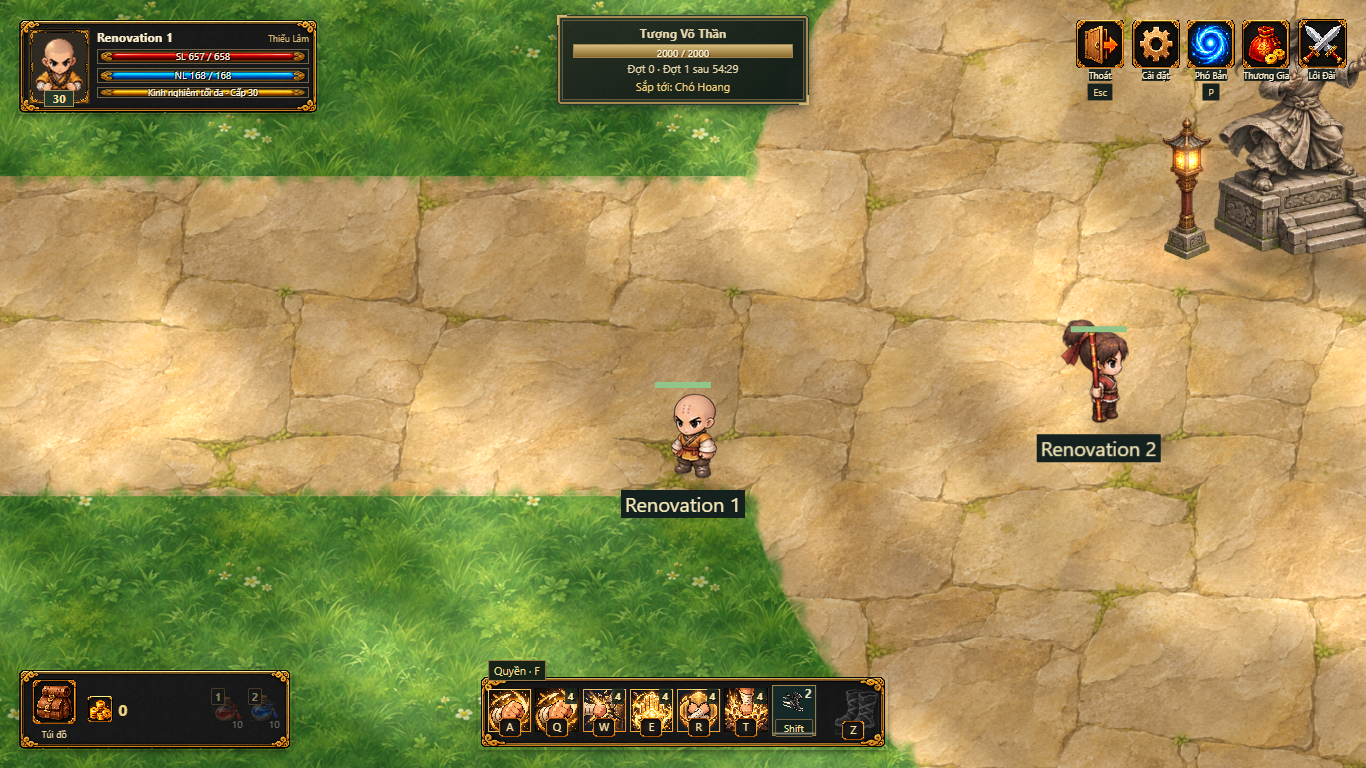 Renovation 1
Thiếu Lâm
SL 657 / 658
NL 168 / 168
Kinh nghiệm tối đa · Cấp 30
30
Tượng Võ Thần
2000 / 2000
Đợt 0 · Đợt 1 sau 54:29
Sắp tới: Chó Hoang
Thoát
Cài đặt
Phó Bản
Thương Gia
Lôi Đài
Esc
P
Renovation 2
Renovation 1
Quyền · F
4
4
4
4
4
2
A
Q
W
E
R
T
Shift
Z
1
2
0
10
10
Túi đồ